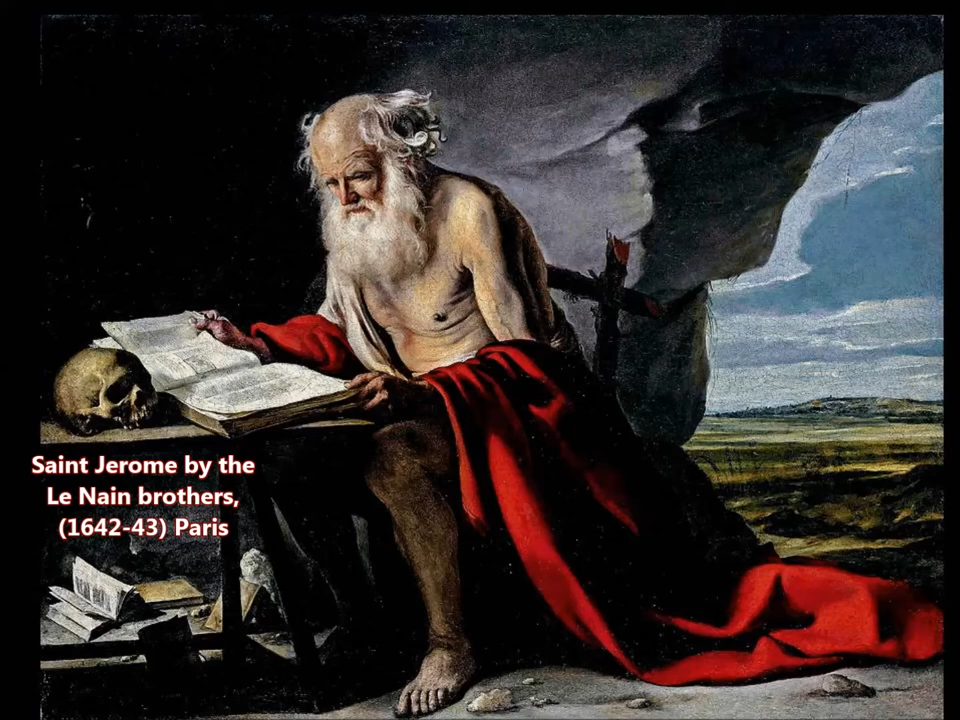 Saint Jerome by the
Le Nain brothers,
(1642-43) Paris